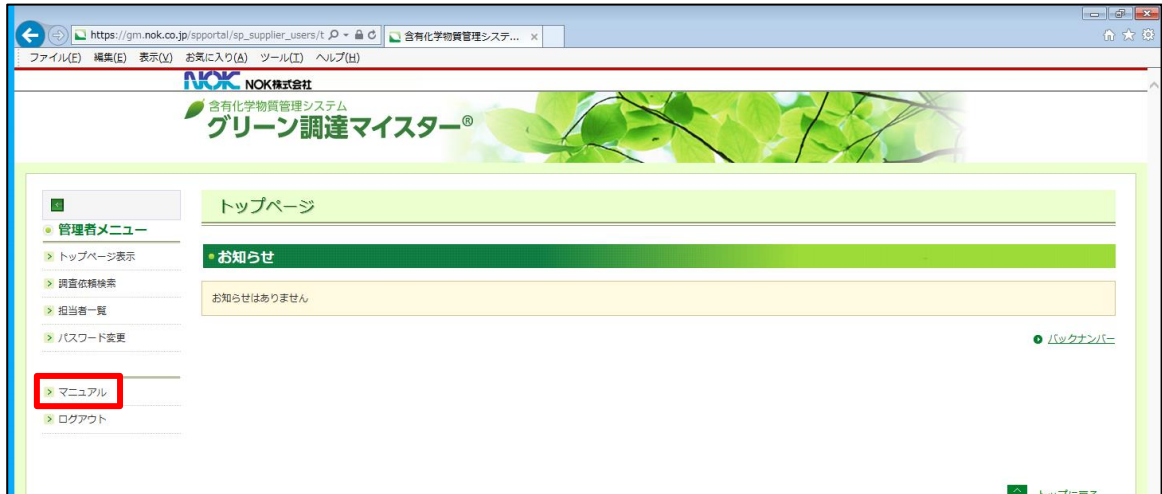 https://gm.nok.co.jp/spportal/sp_supplier_users/t
含有化学物質管理システ...
ファイル(F) 編集(E) 表示(V) お気に入り(A) ツール(T) ヘルプ(H)
NOK NOK株式会社
含有化学物質管理システム
グリーン調達マイスター®
トップページ
管理者メニュー
トップページ表示
お知らせ
調査依頼検索
お知らせはありません
担当者一覧
パスワード変更
バックナンバー
マニュアル
ログアウト
トップに戻る